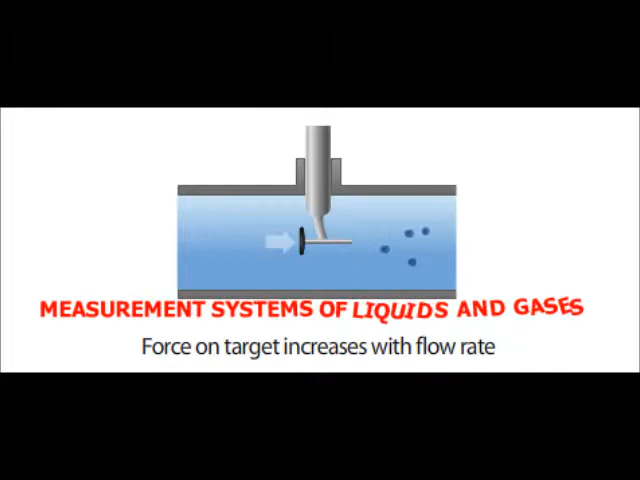 MEASUREMENT SYSTEMS OF LIQUIDS AND GASES
Force on target increases with flow rate